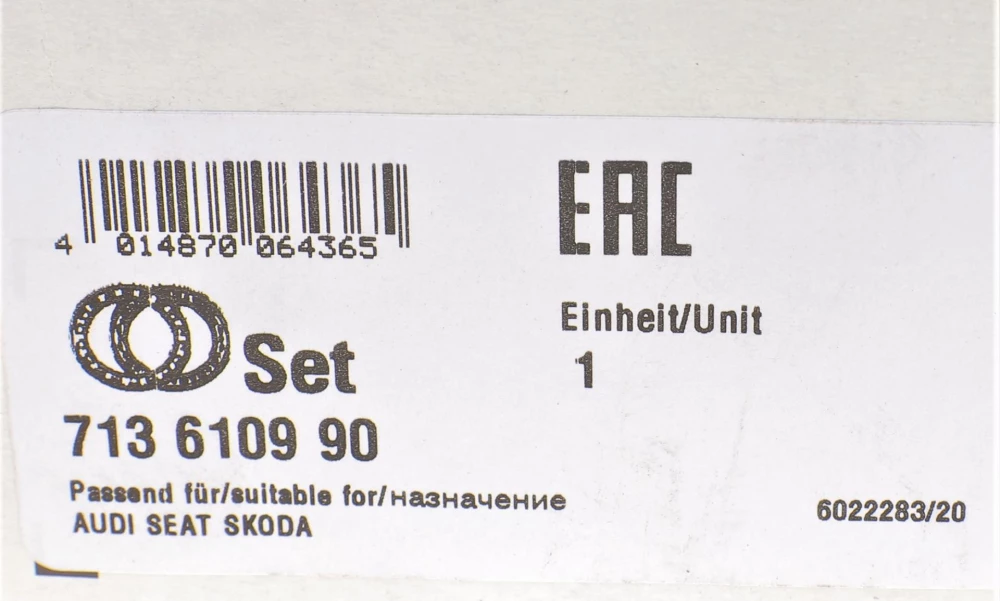 EAC
4 014870 064365
Set
Einheit/Unit
1
713 6109 90
Passend für/suitable for/назначение
AUDI SEAT SKODA
6022283/20